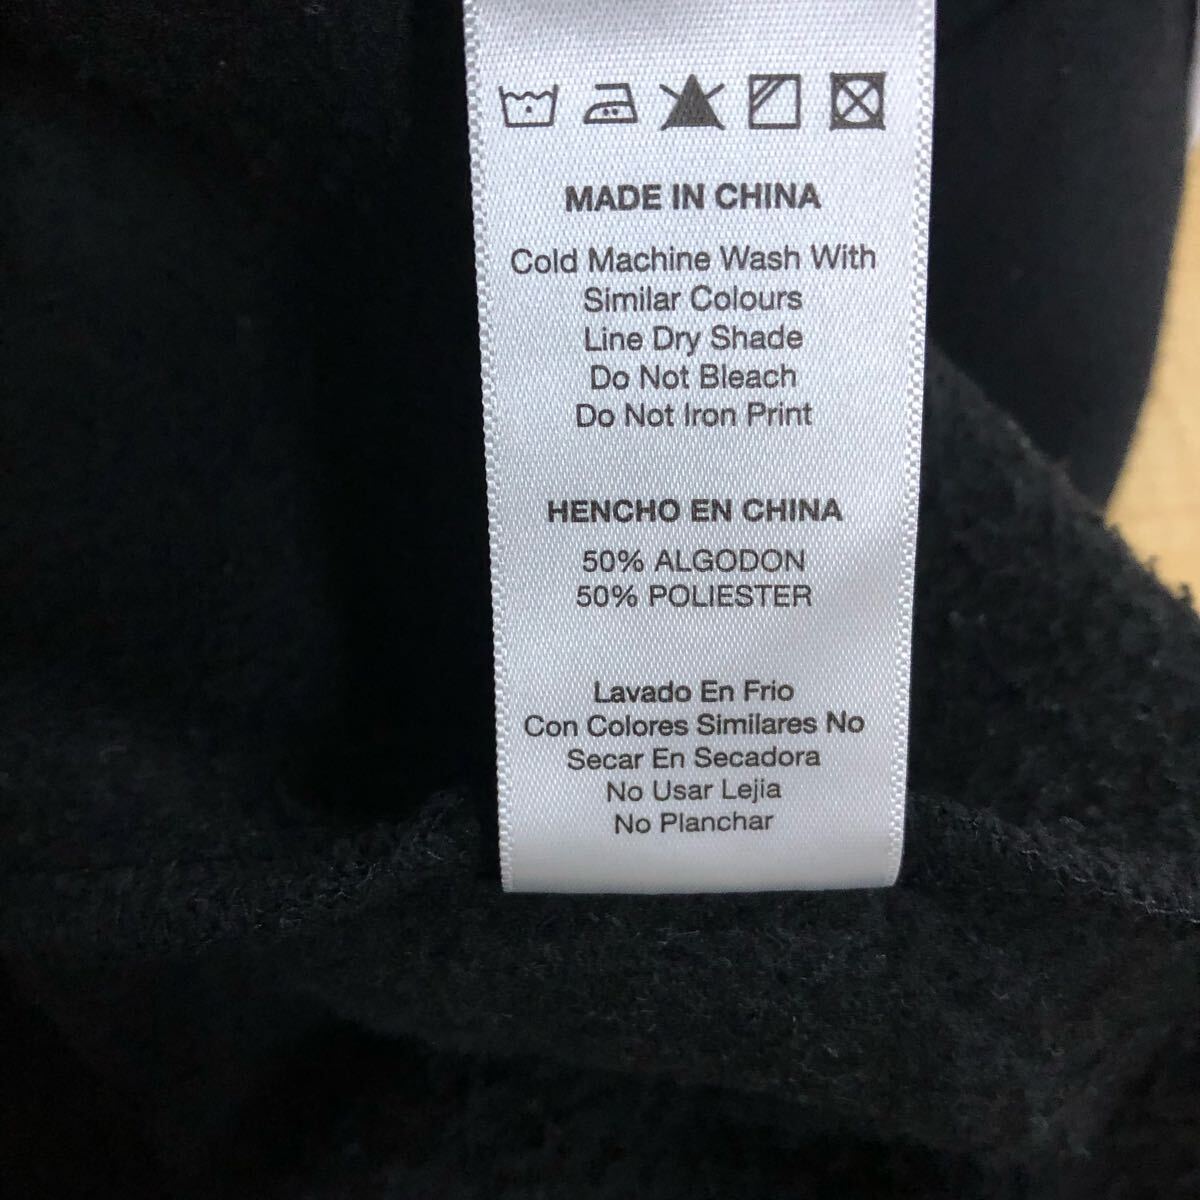 MADE IN CHINA
Cold Machine Wash With
Similar Colours
Line Dry Shade
Do Not Bleach
Do Not Iron Print
HENCHO EN CHINA
50% ALGODON
50% POLIESTER
Lavado En Frio
Con Colores Similares No
Secar En Secadora
No Usar Lejia
No Planchar